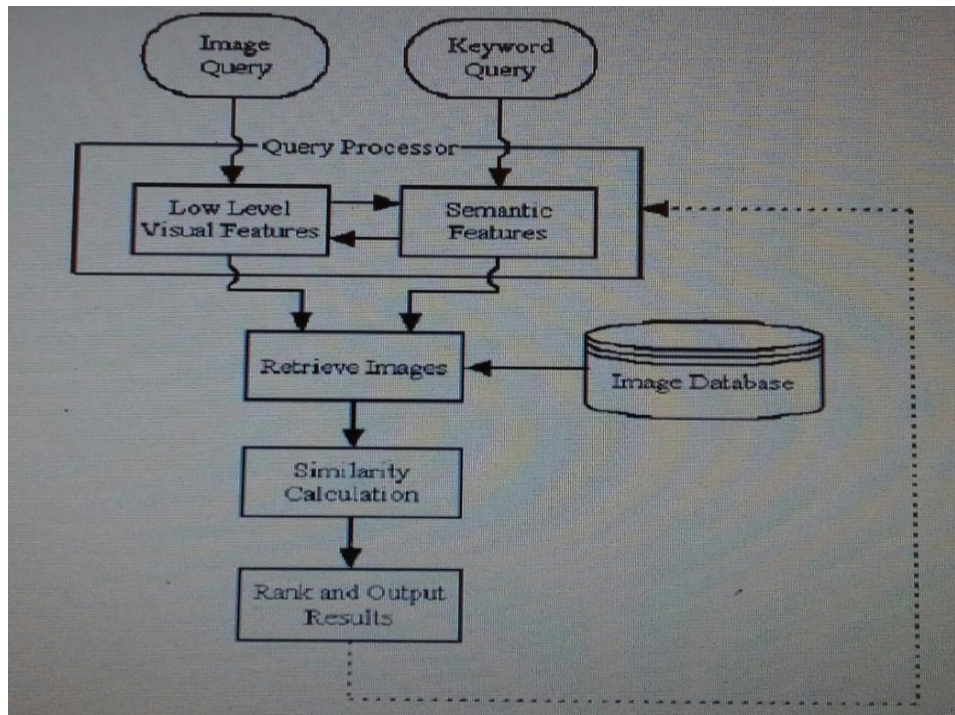 Image
Query
Keyword
Query
Query Processor
Low Level
Visual Features
Semantic
Features
Retrieve Images
Image Database
Similarity
Calculation
Rank and Output
Results